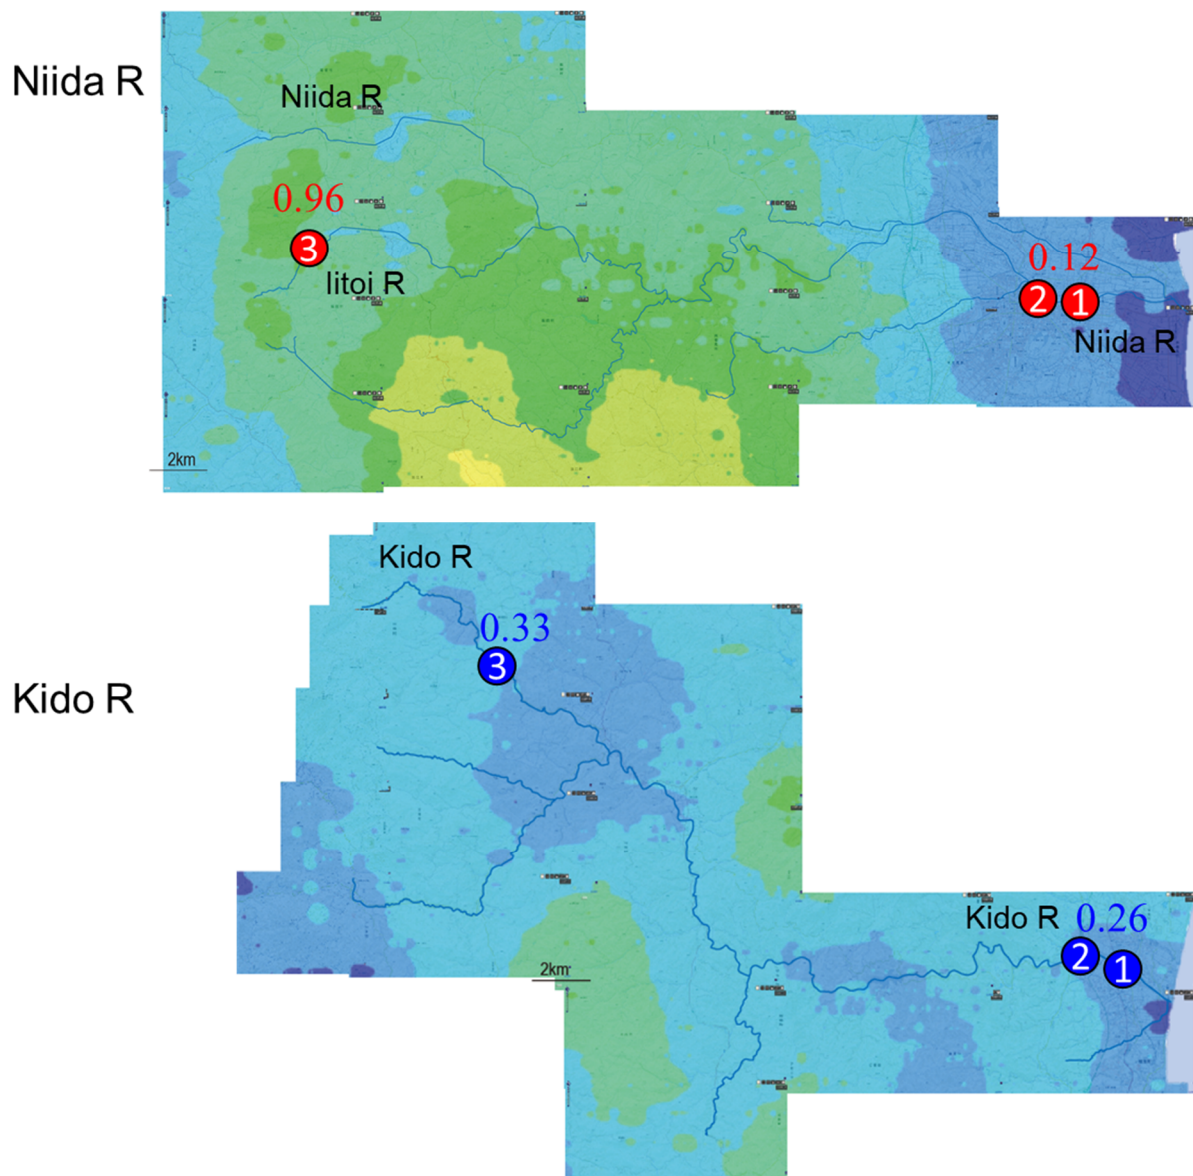 Niida R
Niida R
0.96
3
Iitoi R
0.12
2 1
Niida R
2km
Kido R
0.33
3
Kido R
Kido R 0.26
2 1
2km